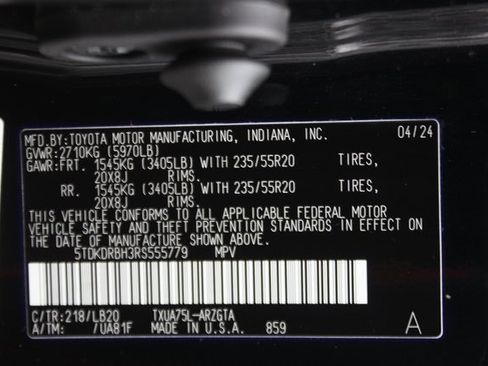 MFD.BY:TOYOTA MOTOR MANUFACTURING, INDIANA, INC. 04/24
GVWR:2710KG (5970LB)
GAWR:FRT. 1545KG (3405LB) WITH 235/55R20 TIRES,
20X8J RIMS.
RR. 1545KG (3405LB) WITH 235/55R20 TIRES,
20X8J RIMS.
THIS VEHICLE CONFORMS TO ALL APPLICABLE FEDERAL MOTOR
VEHICLE SAFETY AND THEFT PREVENTION STANDARDS IN EFFECT ON
THE DATE OF MANUFACTURE SHOWN ABOVE.
5TDKDRBH3RS555779 MPV
C/TR:218/LB20 TXUA75L-ARZGTA
A/TM: /UA81F MADE IN U.S.A. 859 A